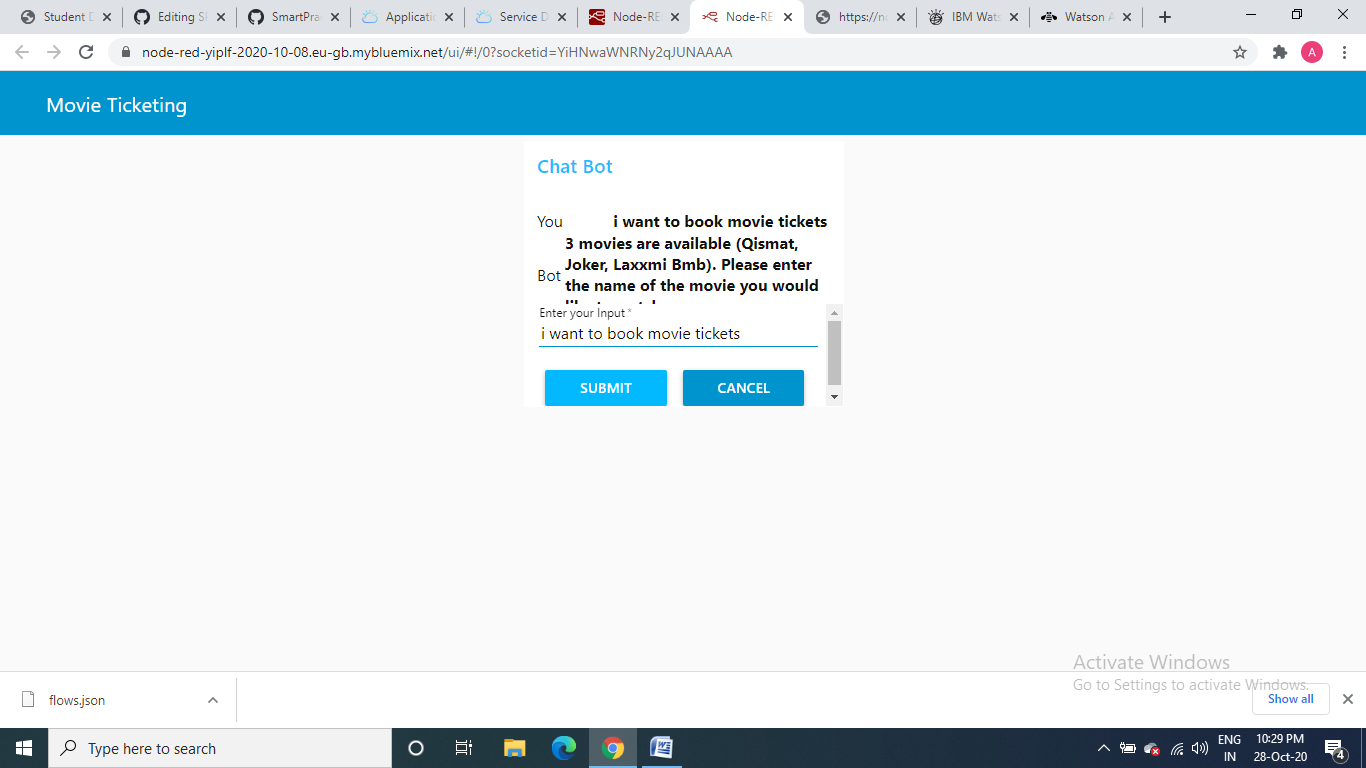 Student D
Editing SI
SmartPra
Applicatio
Service D
Node-RE
Node-RE
https://n
IBM Wats
Watson A
node-red-yiplf-2020-10-08.eu-gb.mybluemix.net/ui/#!/0?socketid=YiHNwaWNRNy2qJUNAAAA
A
Movie Ticketing
Chat Bot
You i want to book movie tickets
Bot 3 movies are available (Qismat,
Joker, Laxxmi Bmb). Please enter
the name of the movie you would
Enter your Input *
i want to book movie tickets
SUBMIT CANCEL
Activate Windows
Go to Settings to activate Windows.
flows.json
Show all
Type here to search
ENG
IN
10:29 PM
28-Oct-20
4